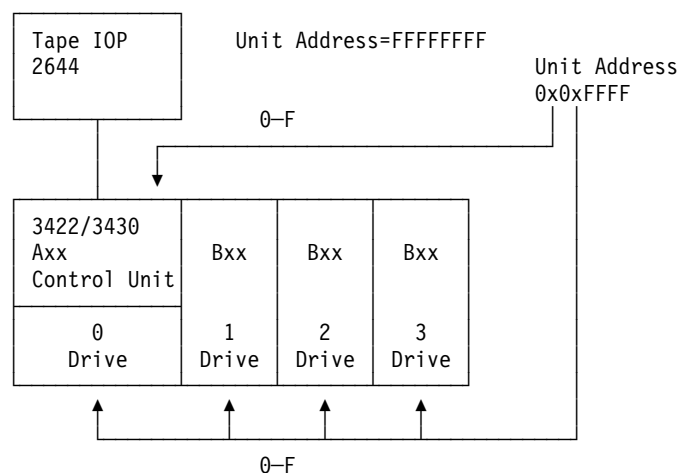 Tape IOP
2644
Unit Address=FFFFFFFF
Unit Address
0x0xFFFF
0—F
3422/3430
Axx
Control Unit
Bxx
Bxx
Bxx
0
Drive
1
Drive
2
Drive
3
Drive
0—F